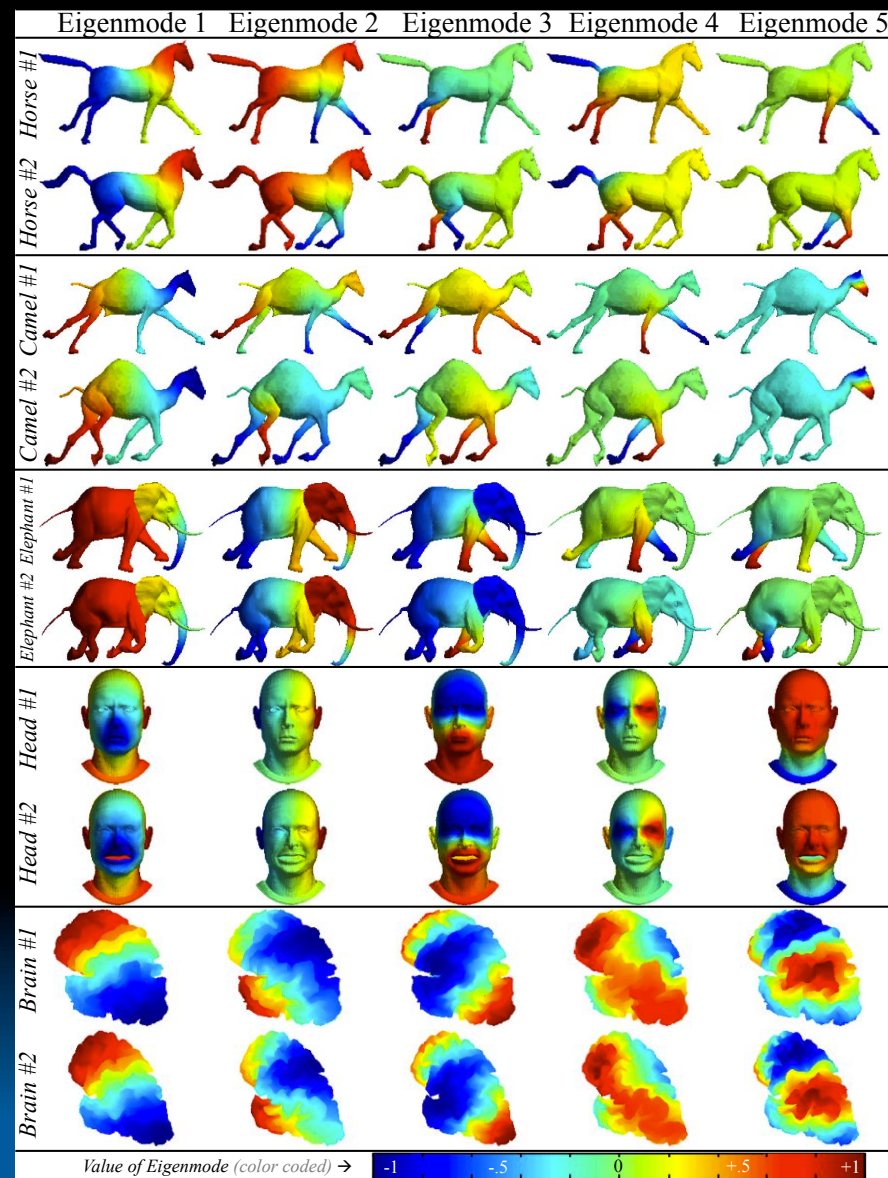 Eigenmode 1 Eigenmode 2 Eigenmode 3 Eigenmode 4 Eigenmode 5
Horse #1
Horse #2
Camel #1
Camel #2
Elephant #1
Elephant #2
Head #1
Head #2
Brain #1
Brain #2
Value of Eigenmode (color coded) → -1 -.5 0 +.5 +1